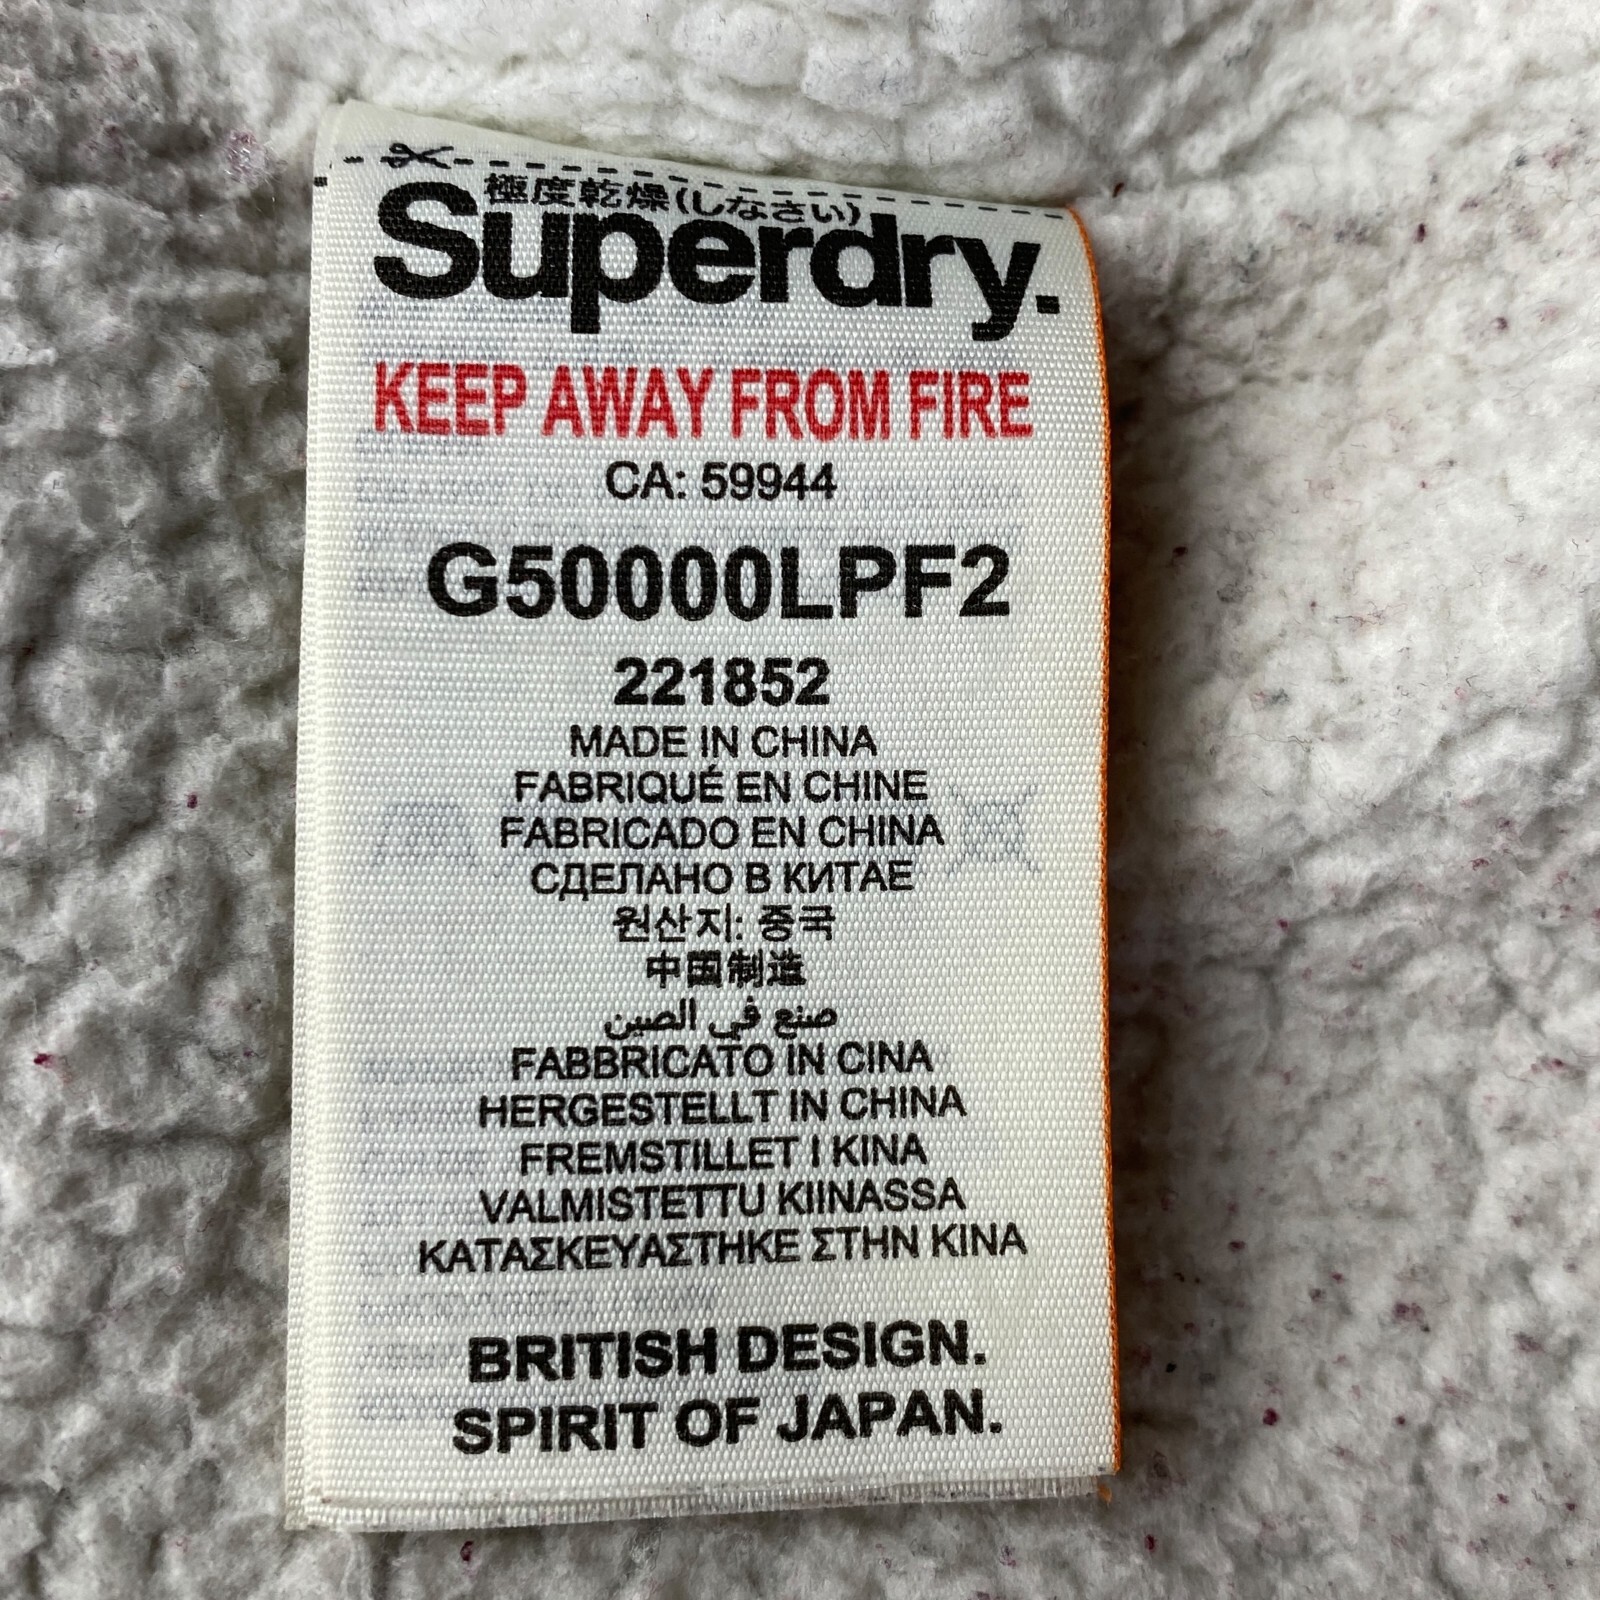 極度乾燥(しなさい)
Superdry.
KEEP AWAY FROM FIRE
CA: 59944
G50000LPF2
221852
MADE IN CHINA
FABRIQUÉ EN CHINE
FABRICADO EN CHINA
СДЕЛАНО В КИТАЕ
원산지: 중국
中国制造
صنع في الصين
FABBRICATO IN CINA
HERGESTELLT IN CHINA
FREMSTILLET I KINA
VALMISTETTU KIINASSA
ΚΑΤΑΣΚΕΥΑΣΤΗΚΕ ΣΤΗΝ ΚΙΝΑ
BRITISH DESIGN.
SPIRIT OF JAPAN.